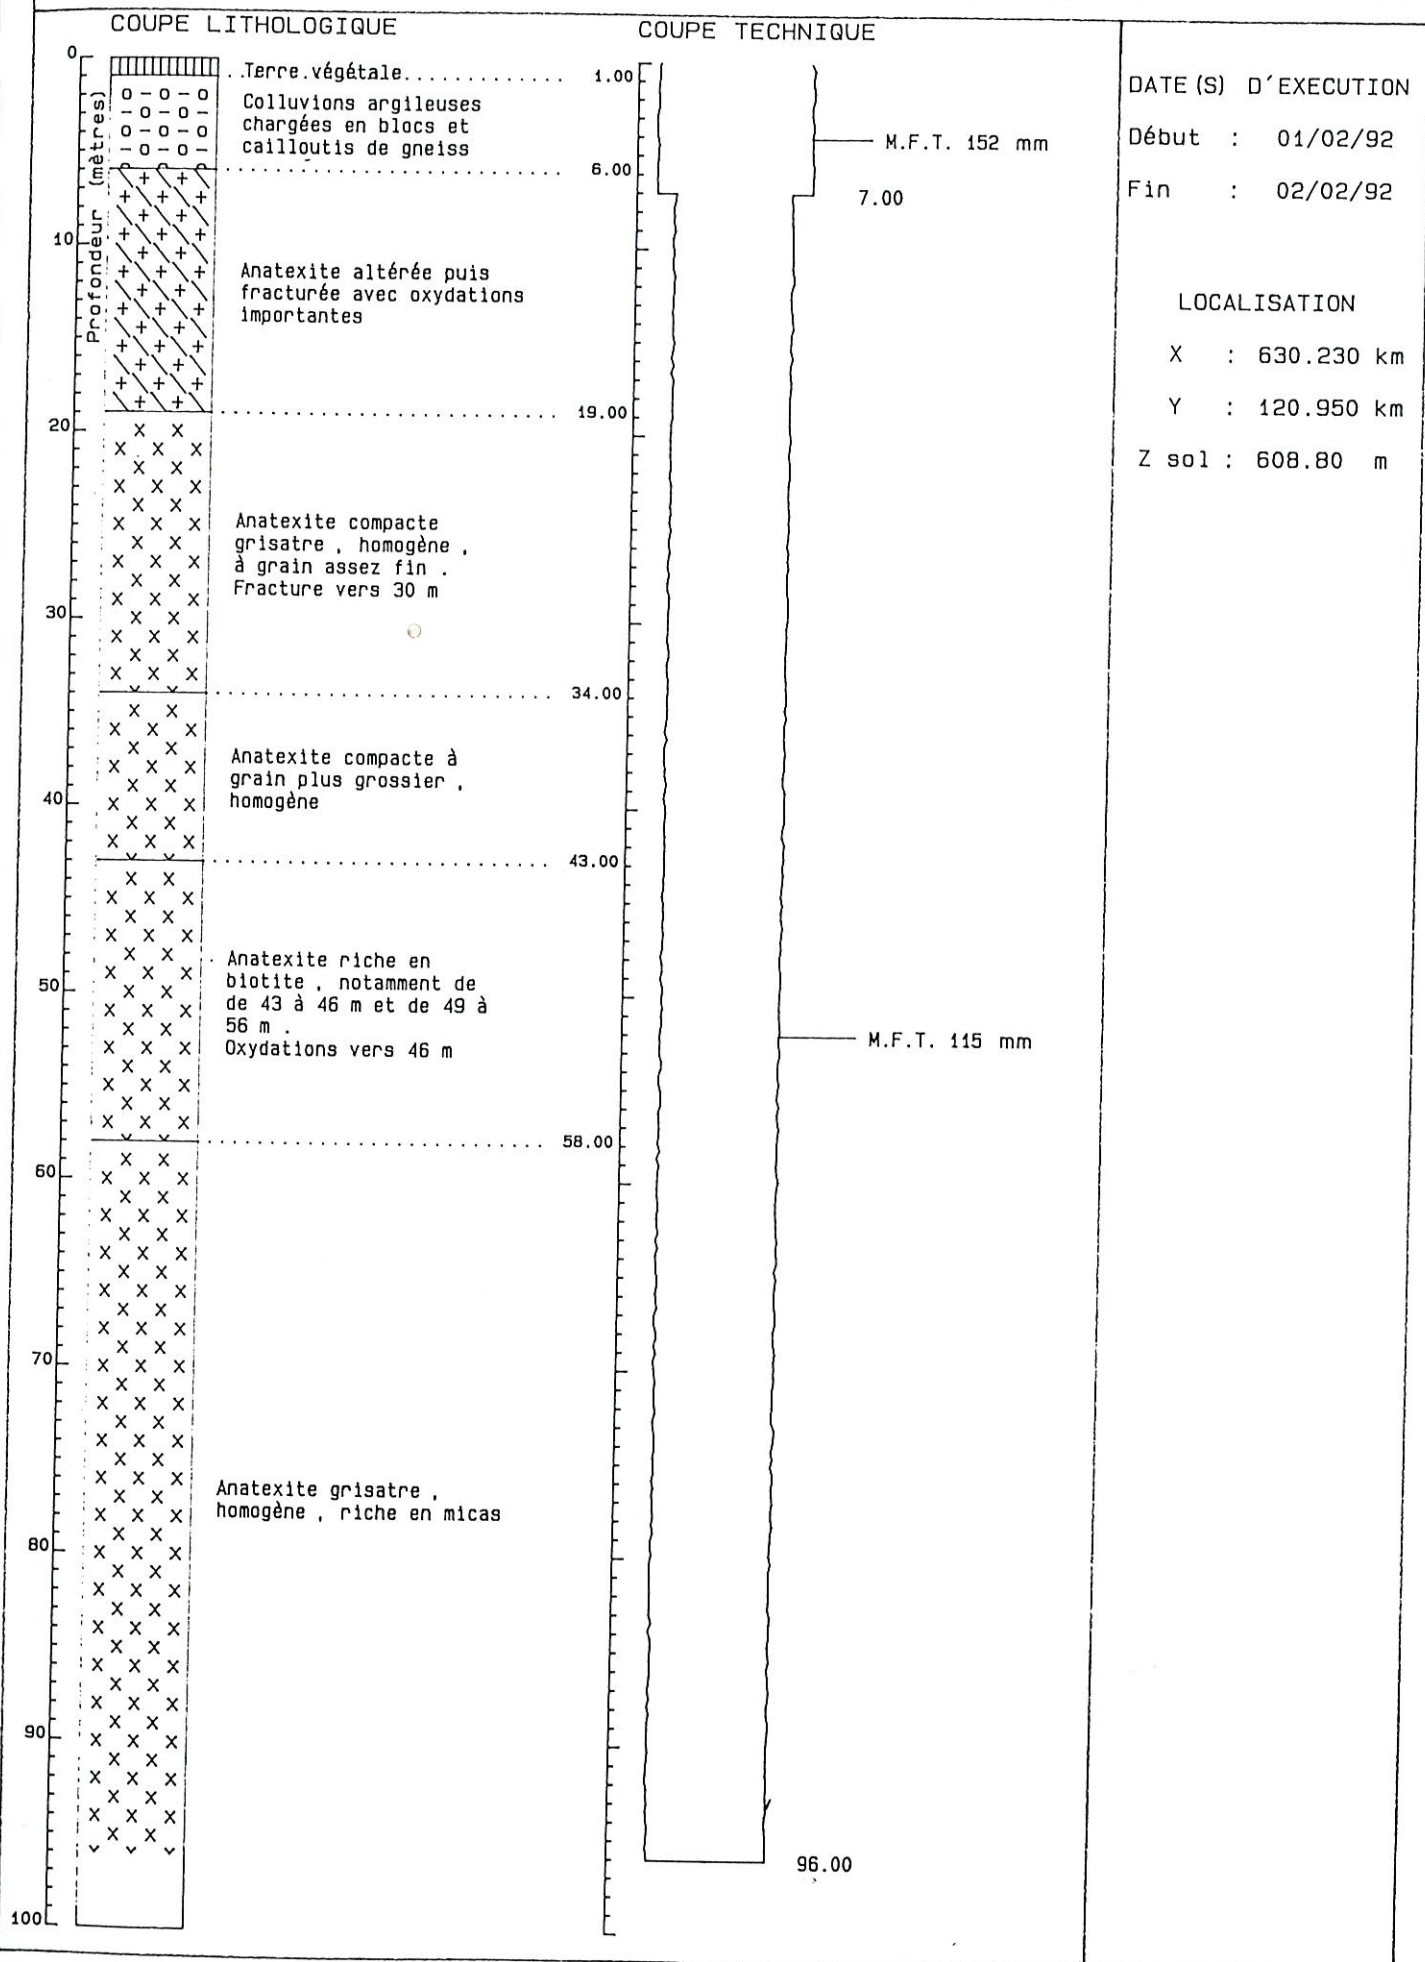 COUPE LITHOLOGIQUE
COUPE TECHNIQUE
Profondeur (mètres)
0
10
20
30
40
50
60
70
80
90
100
..Terre.végétale............. 1.00
Colluvions argileuses
chargées en blocs et
cailloutis de gneiss
6.00
Anatexite altérée puis
fracturée avec oxydations
importantes
19.00
Anatexite compacte
grisatre , homogène ,
à grain assez fin .
Fracture vers 30 m
34.00
Anatexite compacte à
grain plus grossier ,
homogène
43.00
Anatexite riche en
biotite , notamment de
de 43 à 46 m et de 49 à
56 m .
Oxydations vers 46 m
58.00
Anatexite grisatre ,
homogène , riche en micas
M.F.T. 152 mm
7.00
M.F.T. 115 mm
96.00
DATE(S) D'EXECUTION
Début : 01/02/92
Fin : 02/02/92
LOCALISATION
X : 630.230 km
Y : 120.950 km
Z sol : 608.80 m